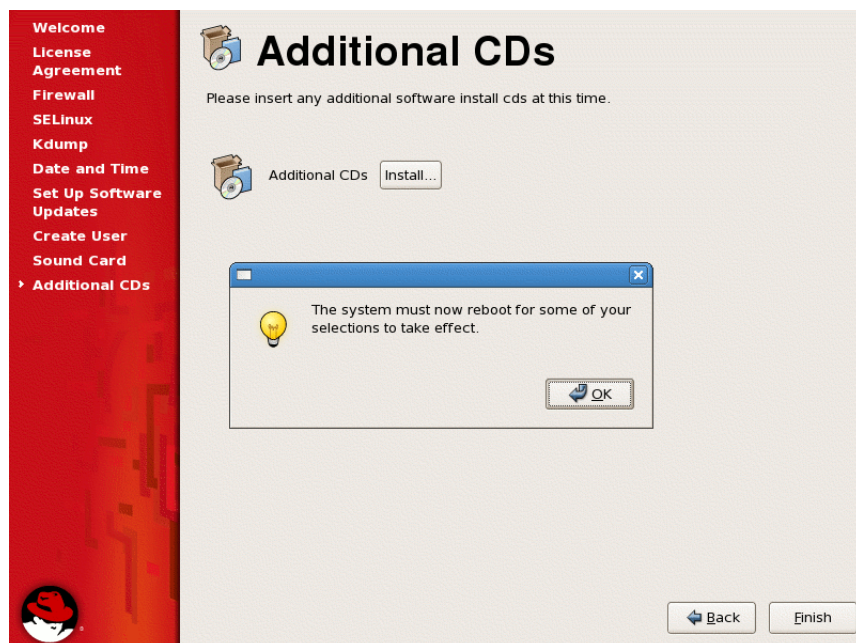 Welcome
License
Agreement
Firewall
SELinux
Kdump
Date and Time
Set Up Software
Updates
Create User
Sound Card
Additional CDs
Additional CDs
Please insert any additional software install cds at this time.
Additional CDs
Install...
The system must now reboot for some of your
selections to take effect.
OK
Back
Finish